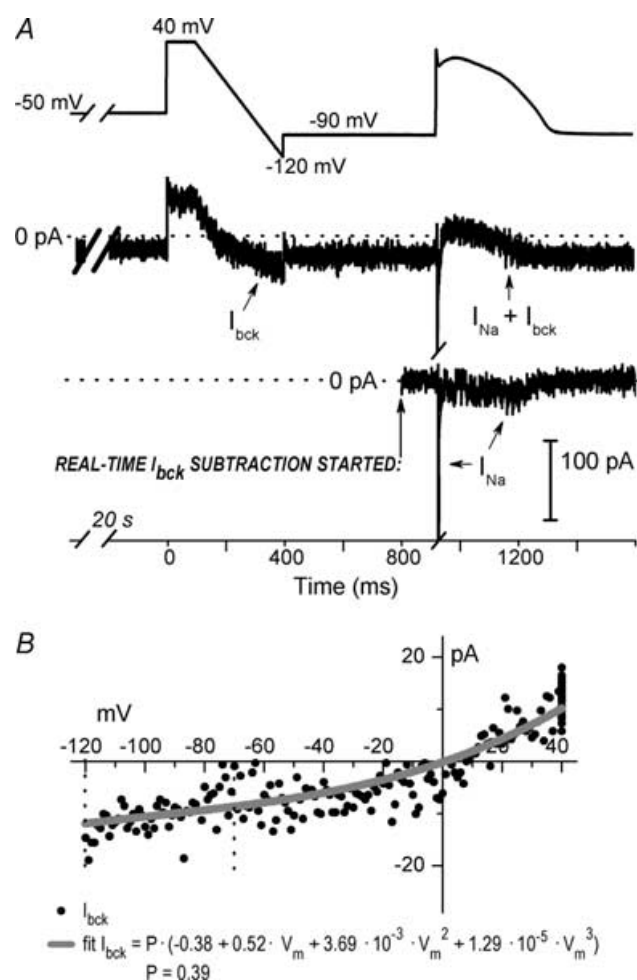 A
40 mV
-50 mV
-90 mV
-120 mV
0 pA
I_bck
I_Na + I_bck
0 pA
REAL-TIME I_bck SUBTRACTION STARTED:
I_Na
100 pA
20 s
0 400 800 1200
Time (ms)
B
20 pA
mV
-120 -100 -80 -60 -40 -20 20 40
-20
I_bck
fit I_bck = P · (-0.38 + 0.52 · V_m + 3.69 · 10^-3 · V_m^2 + 1.29 · 10^-5 · V_m^3)
P = 0.39